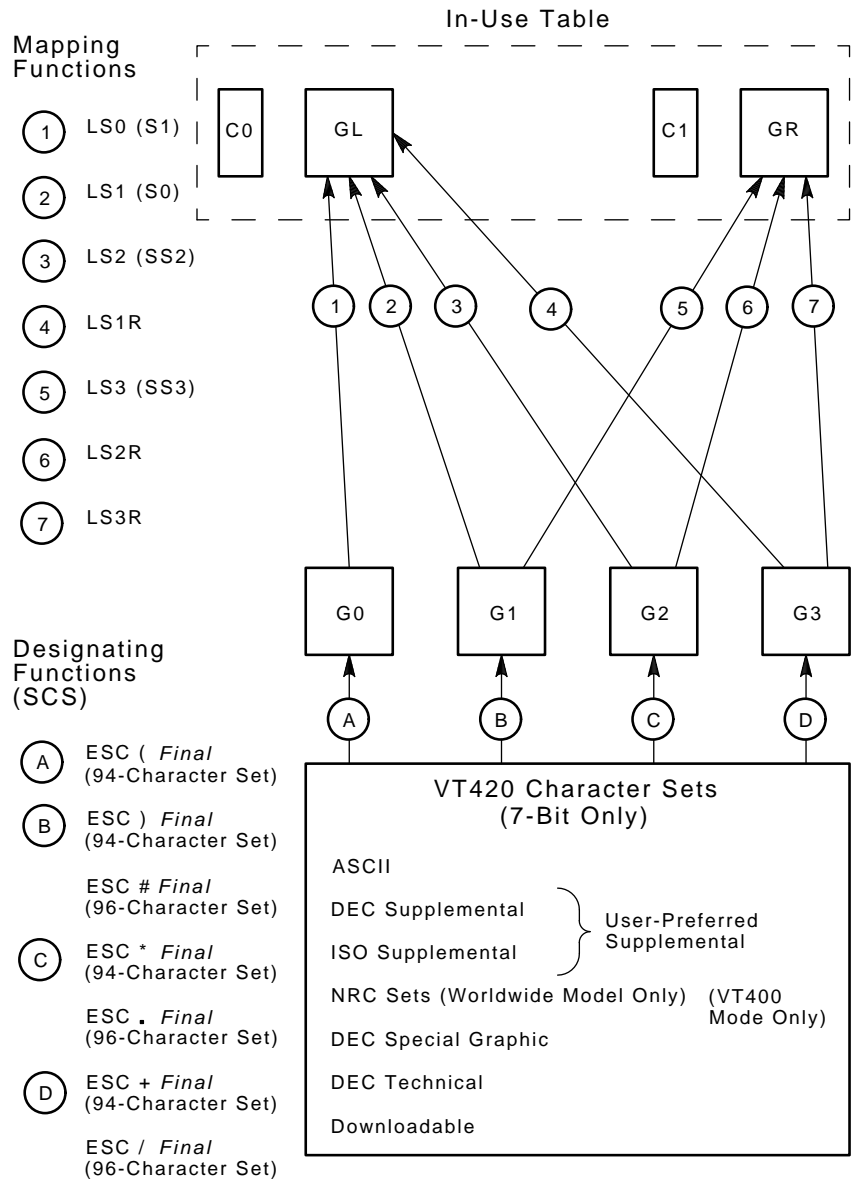 In-Use Table
Mapping
Functions
1 LS0 (S1)
2 LS1 (S0)
3 LS2 (SS2)
4 LS1R
5 LS3 (SS3)
6 LS2R
7 LS3R
C0 GL C1 GR
1 2 3 4 5 6 7
G0 G1 G2 G3
A B C D
Designating
Functions
(SCS)
A ESC ( Final
(94-Character Set)
B ESC ) Final
(94-Character Set)
ESC # Final
(96-Character Set)
C ESC * Final
(94-Character Set)
ESC . Final
(96-Character Set)
D ESC + Final
(94-Character Set)
ESC / Final
(96-Character Set)
VT420 Character Sets
(7-Bit Only)
ASCII
DEC Supplemental
ISO Supplemental
User-Preferred
Supplemental
NRC Sets (Worldwide Model Only)
(VT400
Mode Only)
DEC Special Graphic
DEC Technical
Downloadable